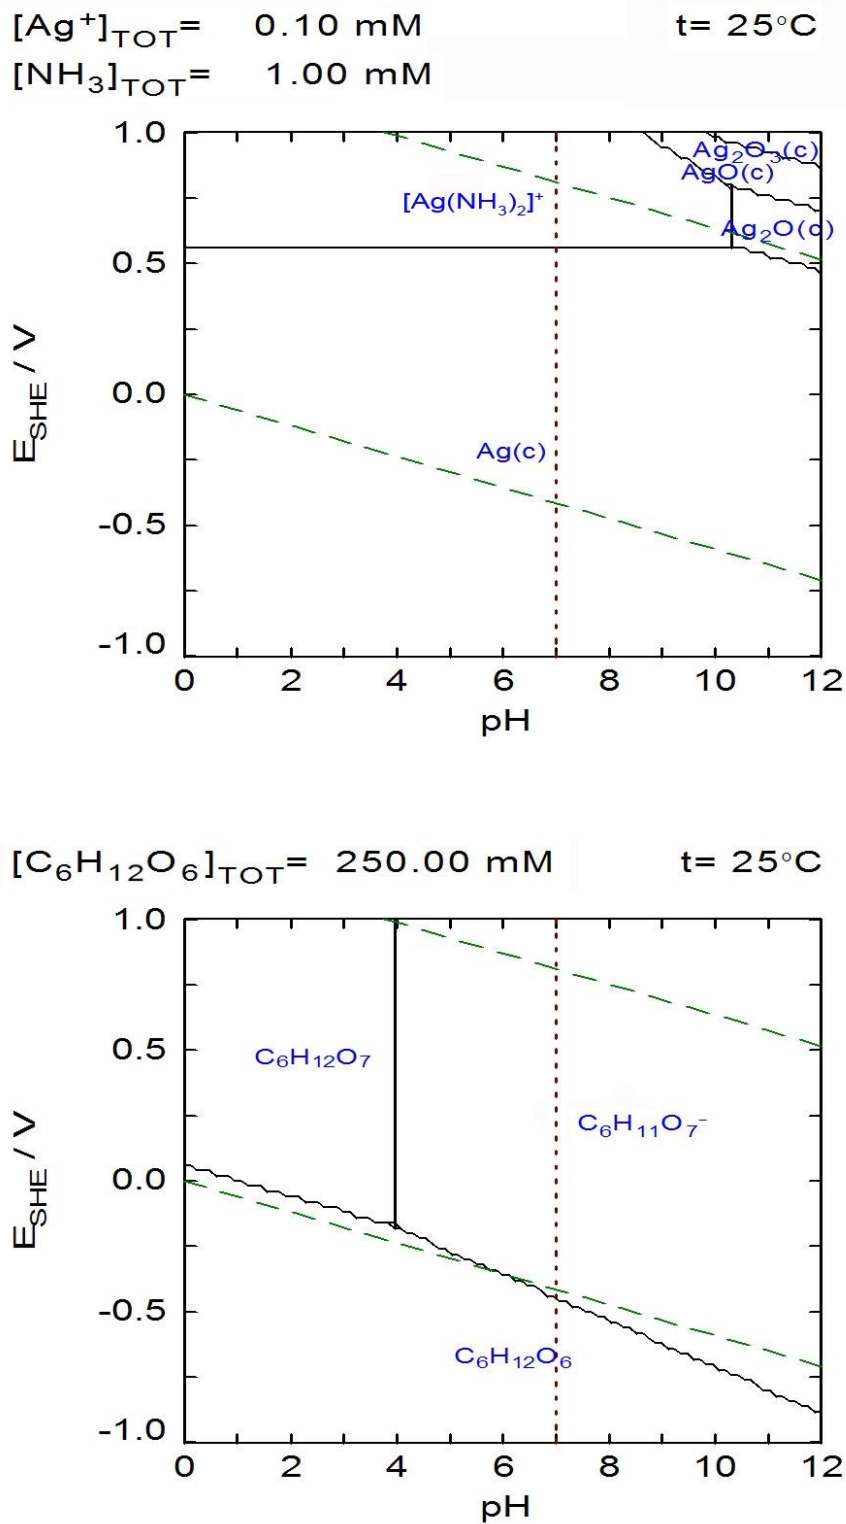 [Ag⁺]TOT= 0.10 mM t= 25°C
[NH₃]TOT= 1.00 mM
1.0
Ag₂O₃(c)
AgO(c)
[Ag(NH₃)₂]⁺
Ag₂O(c)
0.5
E_SHE / V
0.0
Ag(c)
-0.5
-1.0
0 2 4 6 8 10 12
pH
[C₆H₁₂O₆]TOT= 250.00 mM t= 25°C
1.0
C₆H₁₂O₇
0.5
C₆H₁₁O₇⁻
E_SHE / V
0.0
-0.5
C₆H₁₂O₆
-1.0
0 2 4 6 8 10 12
pH